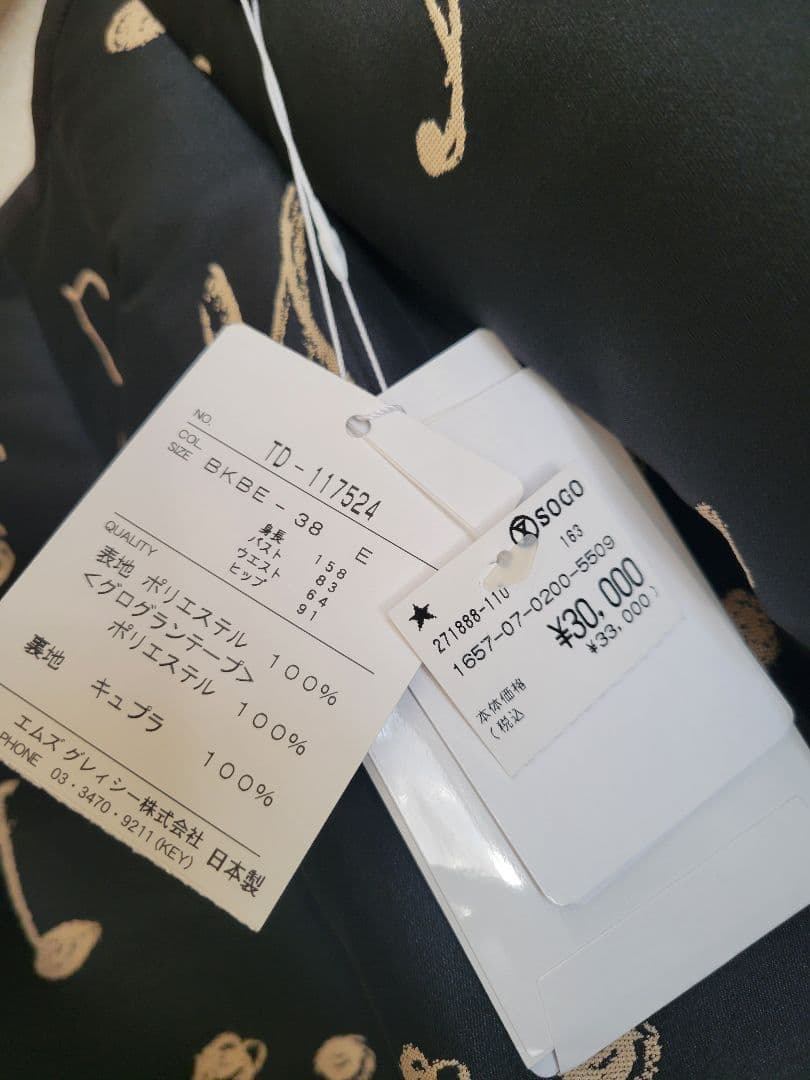 NO.
TD-117524
COL
SIZE BKBE-38 E
身長 158
バスト 83
ウエスト 64
ヒップ 91
QUALITY
表地 ポリエステル 100%
<グログランテープ>
ポリエステル 100%
裏地 キュプラ 100%
エムズグレィシー株式会社
PHONE 03・3470・9211(KEY) 日本製
SOGO
163
★ 271888-110
1657-07-0200-5509
¥30,000
本体価格
¥33,000)
(税込